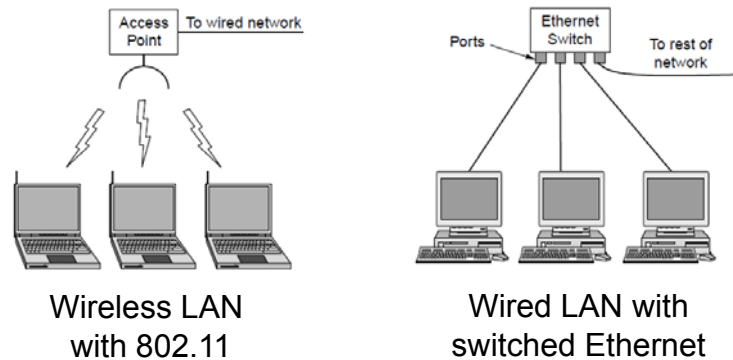 Access
Point
To wired network
Wireless LAN
with 802.11
Ethernet
Switch
Ports
To rest of
network
Wired LAN with
switched Ethernet